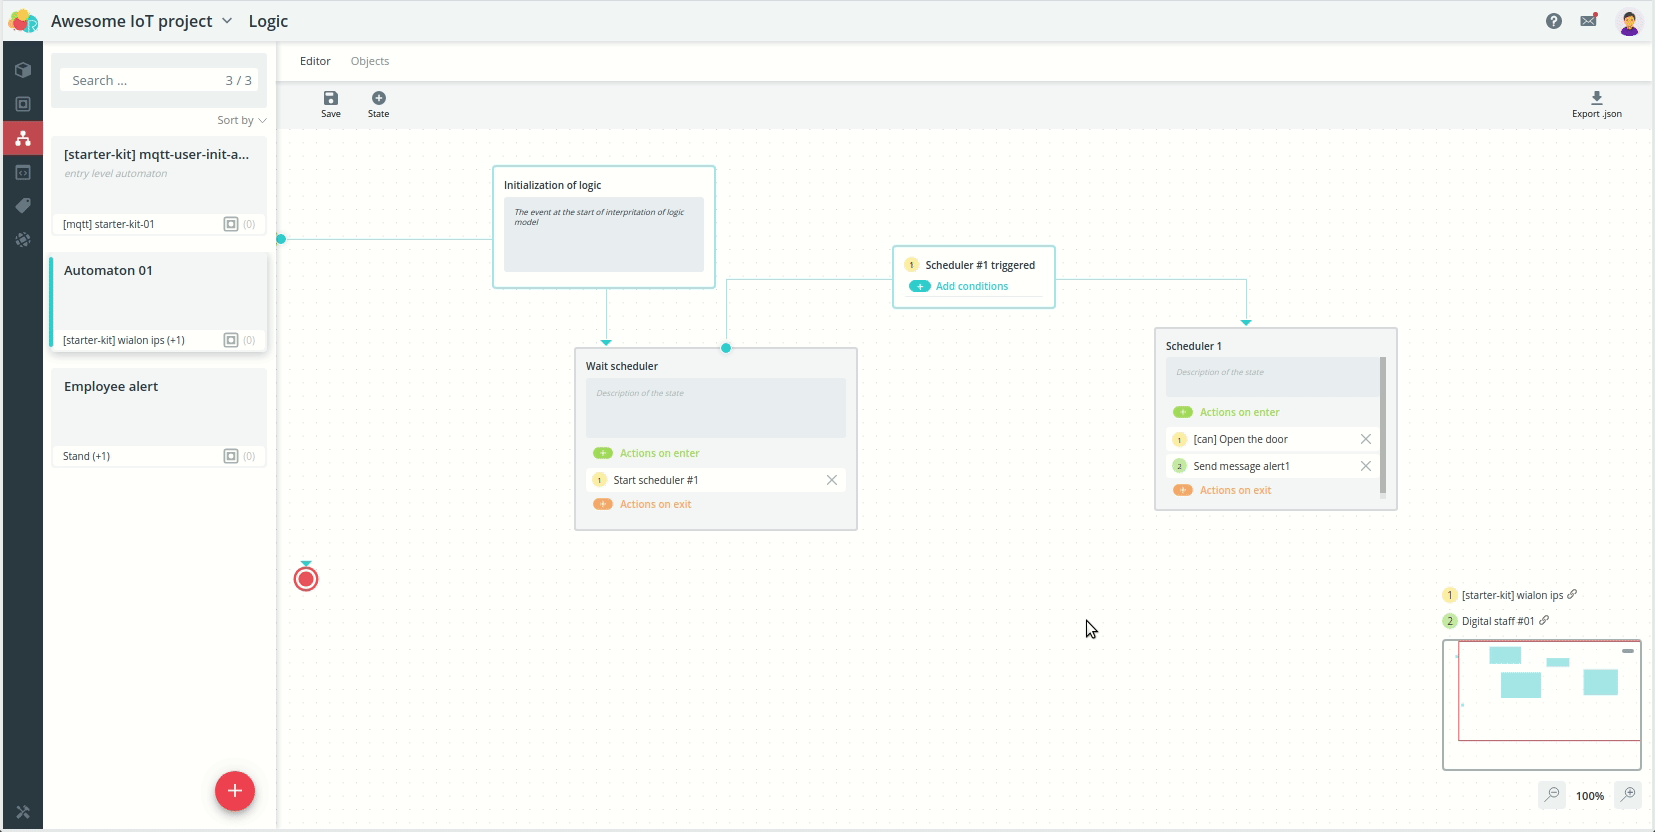 Awesome IoT project Logic
Search ... 3 / 3
Sort by
[starter-kit] mqtt-user-init-a...
entry level automaton
[mqtt] starter-kit-01 (0)
Automaton 01
[starter-kit] wialon ips (+1) (0)
Employee alert
Stand (+1) (0)
Editor Objects
Save State Export .json
Initialization of logic
The event at the start of interpritation of logic
model
1 Scheduler #1 triggered
Add conditions
Wait scheduler
Description of the state
Actions on enter
1 Start scheduler #1
Actions on exit
Scheduler 1
Description of the state
Actions on enter
1 [can] Open the door
2 Send message alert1
Actions on exit
1 [starter-kit] wialon ips
2 Digital staff #01
100%